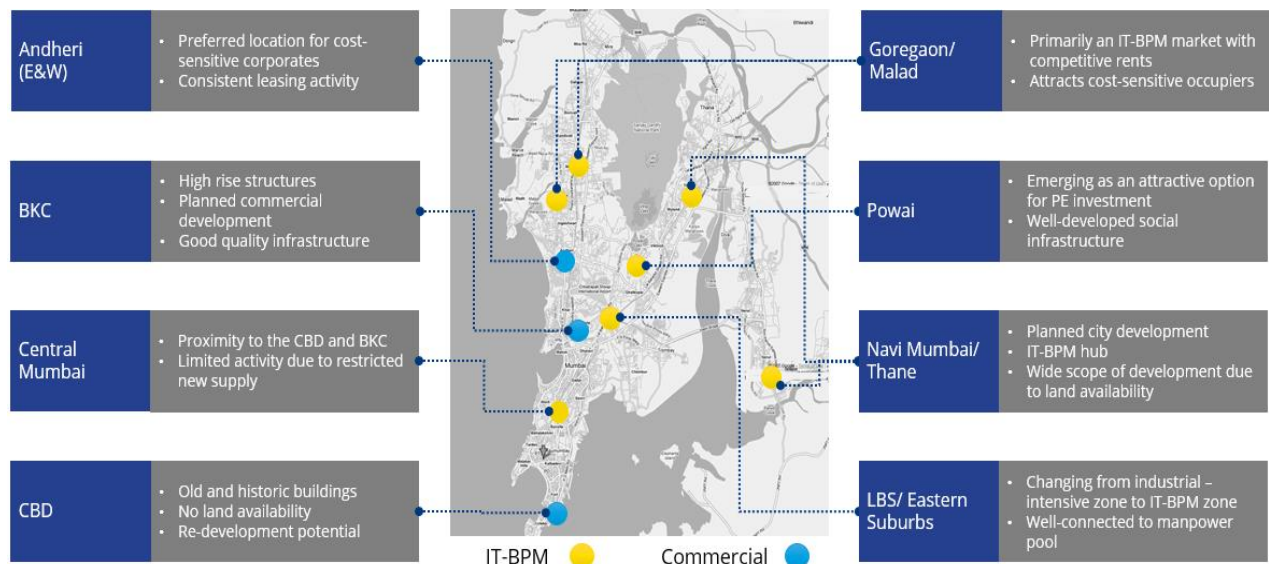 Andheri
(E&W)
• Preferred location for cost-
sensitive corporates
• Consistent leasing activity
BKC
• High rise structures
• Planned commercial
development
• Good quality infrastructure
Central
Mumbai
• Proximity to the CBD and BKC
• Limited activity due to restricted
new supply
CBD
• Old and historic buildings
• No land availability
• Re-development potential
Mumbai
IT-BPM
Commercial
Goregaon/
Malad
• Primarily an IT-BPM market with
competitive rents
• Attracts cost-sensitive occupiers
Powai
• Emerging as an attractive option
for PE investment
• Well-developed social
infrastructure
Navi Mumbai/
Thane
• Planned city development
• IT-BPM hub
• Wide scope of development due
to land availability
LBS/ Eastern
Suburbs
• Changing from industrial –
intensive zone to IT-BPM zone
• Well-connected to manpower
pool